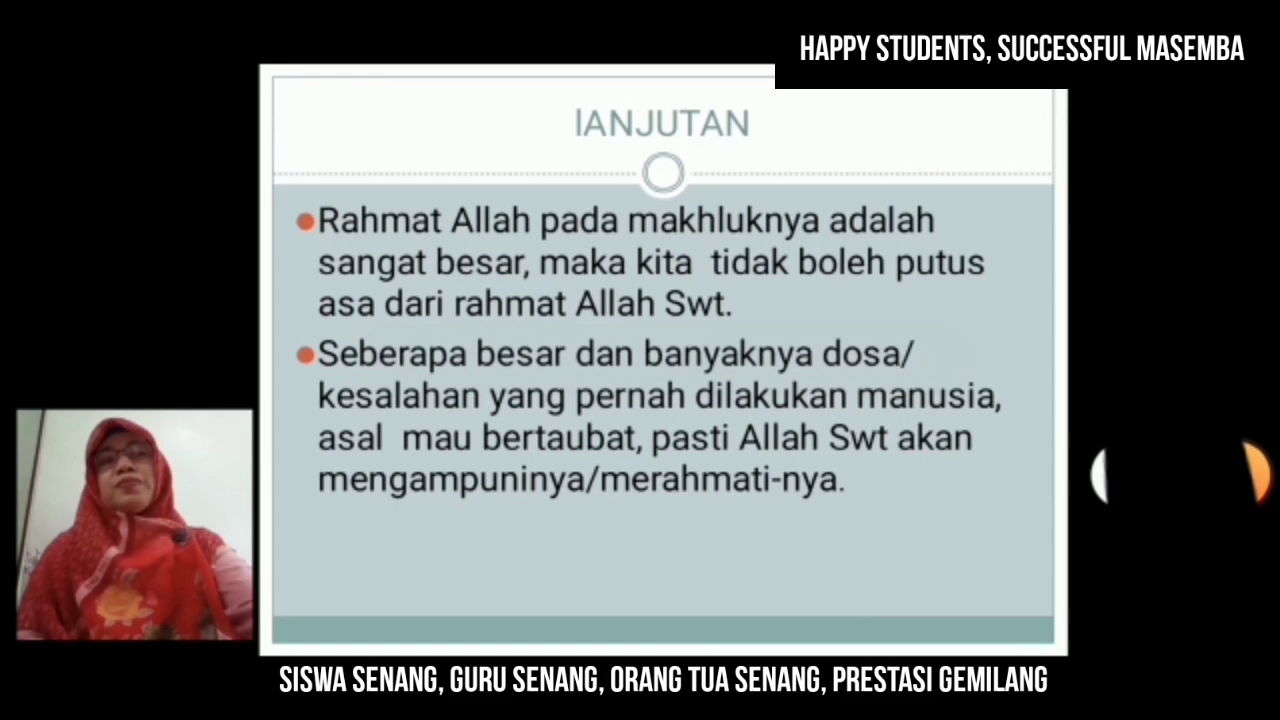 HAPPY STUDENTS, SUCCESSFUL MASEMBA
lANJUTAN
Rahmat Allah pada makhluknya adalah
sangat besar, maka kita tidak boleh putus
asa dari rahmat Allah Swt.
Seberapa besar dan banyaknya dosa/
kesalahan yang pernah dilakukan manusia,
asal mau bertaubat, pasti Allah Swt akan
mengampuninya/merahmati-nya.
SISWA SENANG, GURU SENANG, ORANG TUA SENANG, PRESTASI GEMILANG